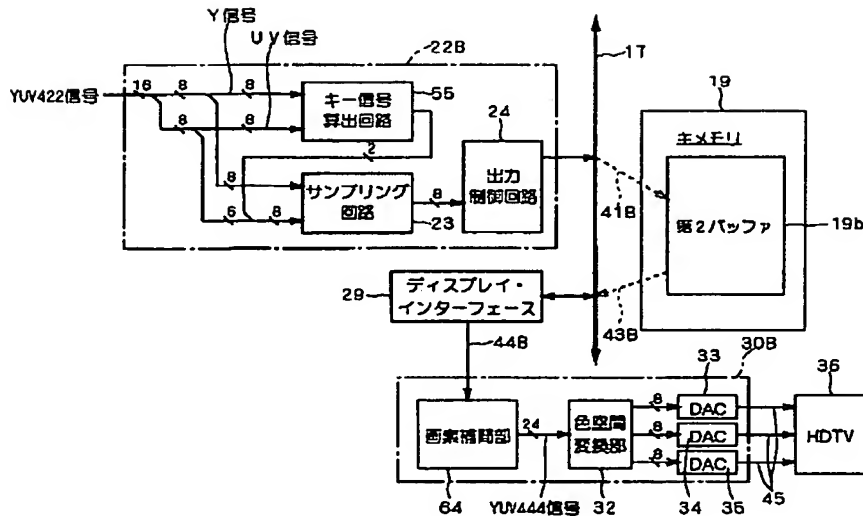 Y信号
UV信号
22B
17
YUV422信号
16
8
8
8
8
キー信号
算出回路
55
2
24
出力
制御回路
8
6
8
サンプリング
回路
8
23
19
主メモリ
第2バッファ
41B
19b
43B
29
ディスプレイ・
インターフェース
44B
30B
画素補間部
64
24
YUV444信号
色空間
変換部
32
8
8
8
33
DAC
DAC
DAC
34
35
45
36
HDTV